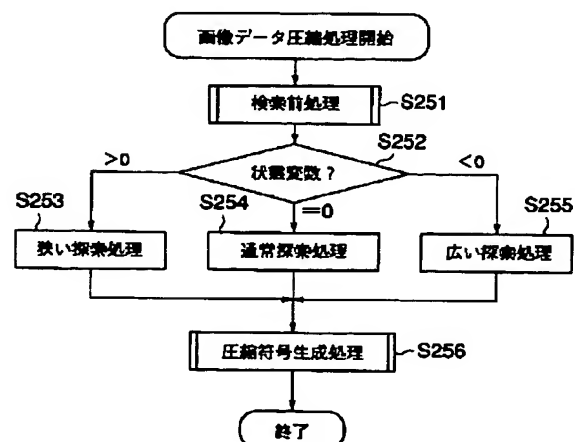 画像データ圧縮処理開始
検索前処理
S251
S252
状態変数？
>0
<0
S253
S254
=0
S255
狭い探索処理
通常探索処理
広い探索処理
圧縮符号生成処理
S256
終了